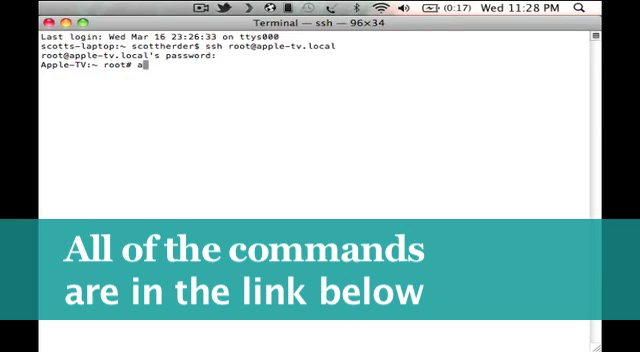 (0:17) Wed 11:28 PM
Terminal — ssh — 96×34
Last login: Wed Mar 16 23:26:33 on ttys000
scotts-laptop:~ scottherder$ ssh root@apple-tv.local
root@apple-tv.local's password:
Apple-TV:~ root# a
All of the commands
are in the link below